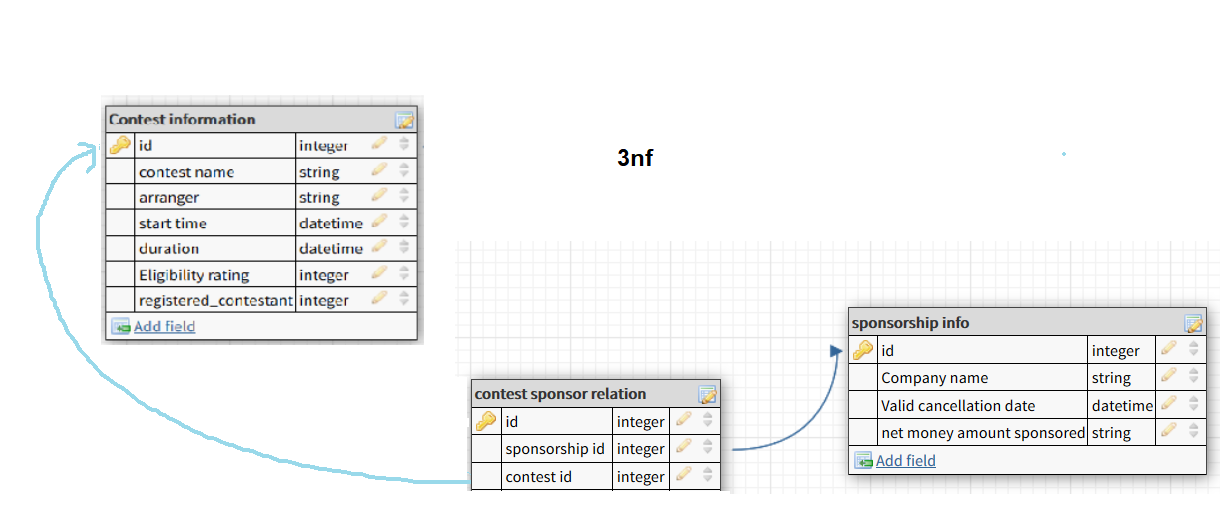 Contest information
id integer
contest name string
arranger string
start time datetime
duration datetime
Eligibility rating integer
registered_contestant integer
Add field
3nf
contest sponsor relation
id integer
sponsorship id integer
contest id integer
sponsorship info
id integer
Company name string
Valid cancellation date datetime
net money amount sponsored string
Add field